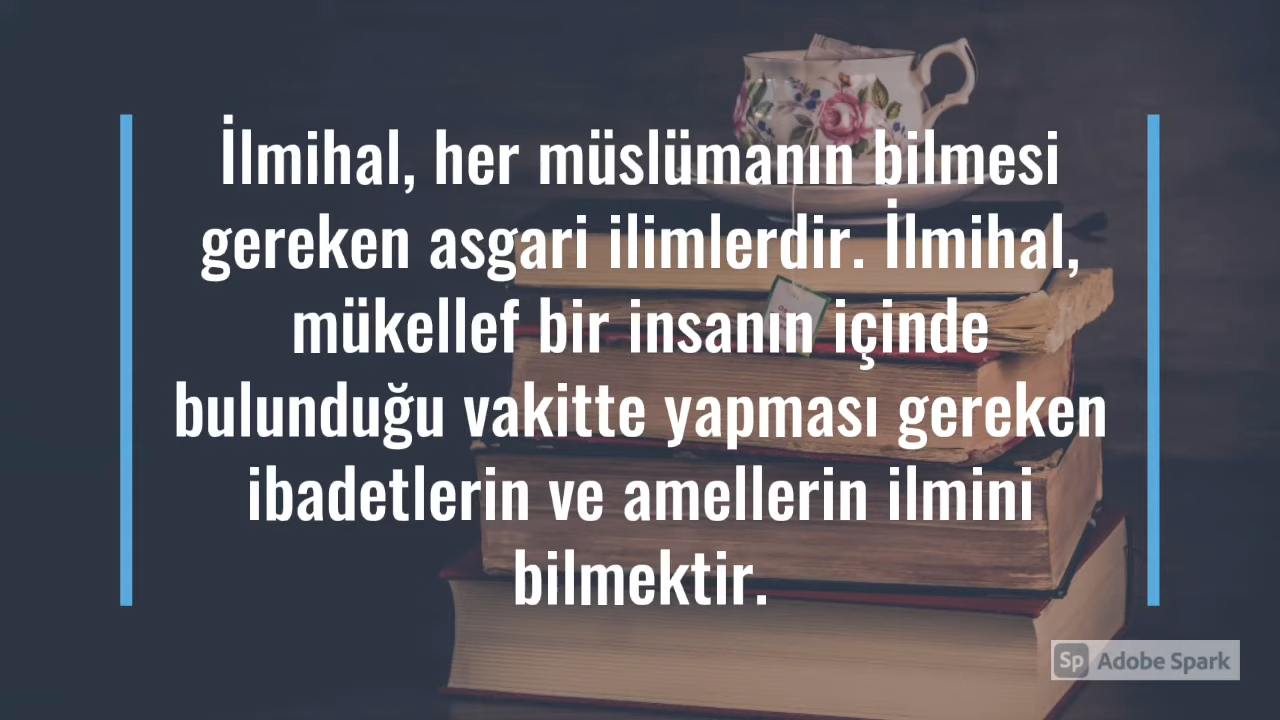 İlmihal, her müslümanın bilmesi
gereken asgari ilimlerdir. İlmihal,
mükellef bir insanın içinde
bulunduğu vakitte yapması gereken
ibadetlerin ve amellerin ilmini
bilmektir.
Sp Adobe Spark